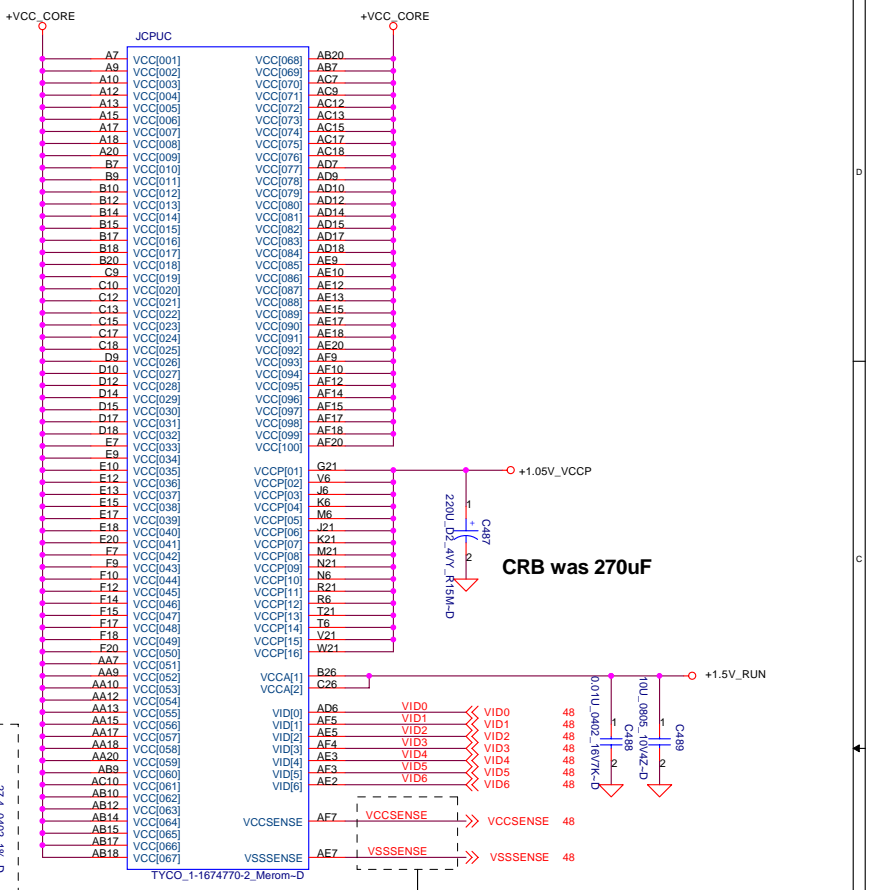 +VCC_CORE
+VCC_CORE
JCPUC
A7 VCC[001]
A9 VCC[002]
A10 VCC[003]
A12 VCC[004]
A13 VCC[005]
A15 VCC[006]
A17 VCC[007]
A18 VCC[008]
A20 VCC[009]
B7 VCC[010]
B9 VCC[011]
B10 VCC[012]
B12 VCC[013]
B14 VCC[014]
B15 VCC[015]
B17 VCC[016]
B18 VCC[017]
B20 VCC[018]
C9 VCC[019]
C10 VCC[020]
C12 VCC[021]
C13 VCC[022]
C15 VCC[023]
C17 VCC[024]
C18 VCC[025]
D9 VCC[026]
D10 VCC[027]
D12 VCC[028]
D14 VCC[029]
D15 VCC[030]
D17 VCC[031]
D18 VCC[032]
E7 VCC[033]
E9 VCC[034]
E10 VCC[035]
E12 VCC[036]
E13 VCC[037]
E15 VCC[038]
E17 VCC[039]
E18 VCC[040]
E20 VCC[041]
F7 VCC[042]
F9 VCC[043]
F10 VCC[044]
F12 VCC[045]
F14 VCC[046]
F15 VCC[047]
F17 VCC[048]
F18 VCC[049]
F20 VCC[050]
AA7 VCC[051]
AA9 VCC[052]
AA10 VCC[053]
AA12 VCC[054]
AA13 VCC[055]
AA15 VCC[056]
AA17 VCC[057]
AA18 VCC[058]
AA20 VCC[059]
AB9 VCC[060]
AC10 VCC[061]
AB10 VCC[062]
AB12 VCC[063]
AB14 VCC[064]
AB15 VCC[065]
AB17 VCC[066]
AB18 VCC[067]
VCC[068] AB20
VCC[069] AB7
VCC[070] AC7
VCC[071] AC9
VCC[072] AC12
VCC[073] AC13
VCC[074] AC15
VCC[075] AC17
VCC[076] AC18
VCC[077] AD7
VCC[078] AD9
VCC[079] AD10
VCC[080] AD12
VCC[081] AD14
VCC[082] AD15
VCC[083] AD17
VCC[084] AD18
VCC[085] AE9
VCC[086] AE10
VCC[087] AE12
VCC[088] AE13
VCC[089] AE15
VCC[090] AE17
VCC[091] AE18
VCC[092] AE20
VCC[093] AF9
VCC[094] AF10
VCC[095] AF12
VCC[096] AF14
VCC[097] AF15
VCC[098] AF17
VCC[099] AF18
VCC[100] AF20
VCCP[01] G21
VCCP[02] V6
VCCP[03] J6
VCCP[04] K6
VCCP[05] M6
VCCP[06] J21
VCCP[07] K21
VCCP[08] M21
VCCP[09] N21
VCCP[10] N6
VCCP[11] R21
VCCP[12] R6
VCCP[13] T21
VCCP[14] T6
VCCP[15] V21
VCCP[16] W21
+1.05V_VCCP
220U_D2_4VY_R15M~D
1
+
2
C487
CRB was 270uF
VCCA[1] B26
VCCA[2] C26
+1.5V_RUN
0.01U_0402_16V7K~D
1
2
C488
10U_0805_10V4Z~D
1
2
C489
VID[0] AD6 VID0 VID0 48
VID[1] AF5 VID1 VID1 48
VID[2] AE5 VID2 VID2 48
VID[3] AF4 VID3 VID3 48
VID[4] AE3 VID4 VID4 48
VID[5] AF3 VID5 VID5 48
VID[6] AE2 VID6 VID6 48
VCCSENSE AF7 VCCSENSE VCCSENSE 48
VSSSENSE AE7 VSSSENSE VSSSENSE 48
TYCO_1-1674770-2_Merom~D
D
C